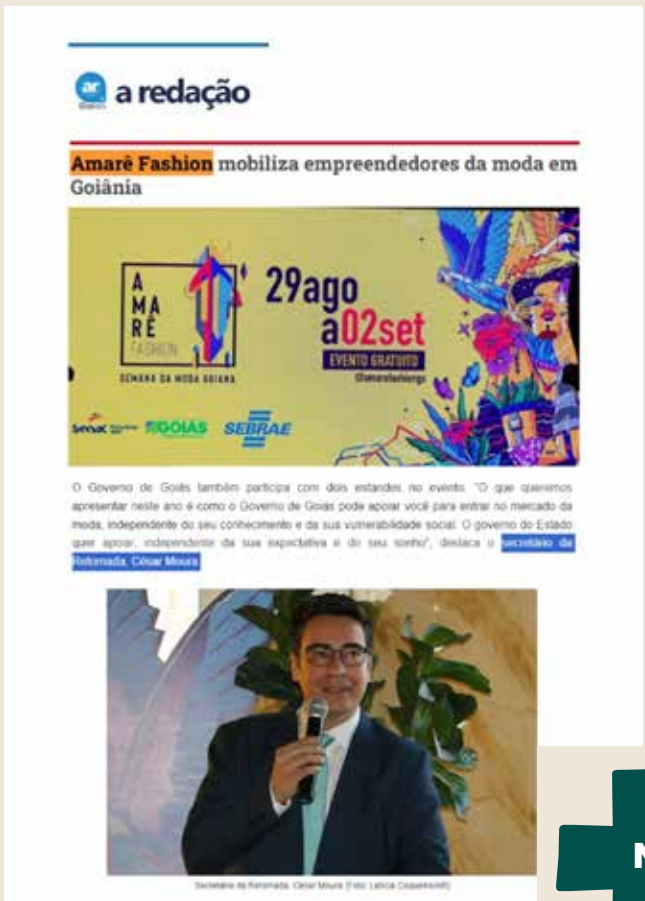 ar
a redação
Amarê Fashion mobiliza empreendedores da moda em
Goiânia
A
MA
RÊ
FASHION
SEMANA DA MODA GOIANA
29ago
a02set
EVENTO GRATUITO
@amarefashiongo
senac
GOIÁS
SEBRAE
O Governo de Goiás também participa com dois estandes no evento. "O que queremos
apresentar neste ano é como o Governo de Goiás pode apoiar você para entrar no mercado da
moda, independente do seu conhecimento e da sua vulnerabilidade social. O governo do Estado
quer apoiar, independente da sua expectativa e do seu sonho", destaca o secretário da
Retomada, César Moura.
Secretário da Retomada, César Moura (Foto: Letícia
N